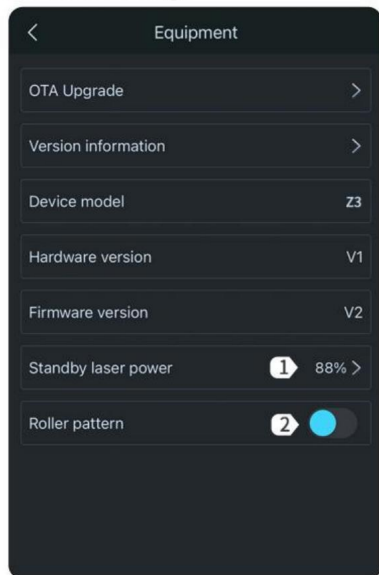 Equipment
OTA Upgrade
Version information
Device model Z3
Hardware version V1
Firmware version V2
Standby laser power 1 88%
Roller pattern 2